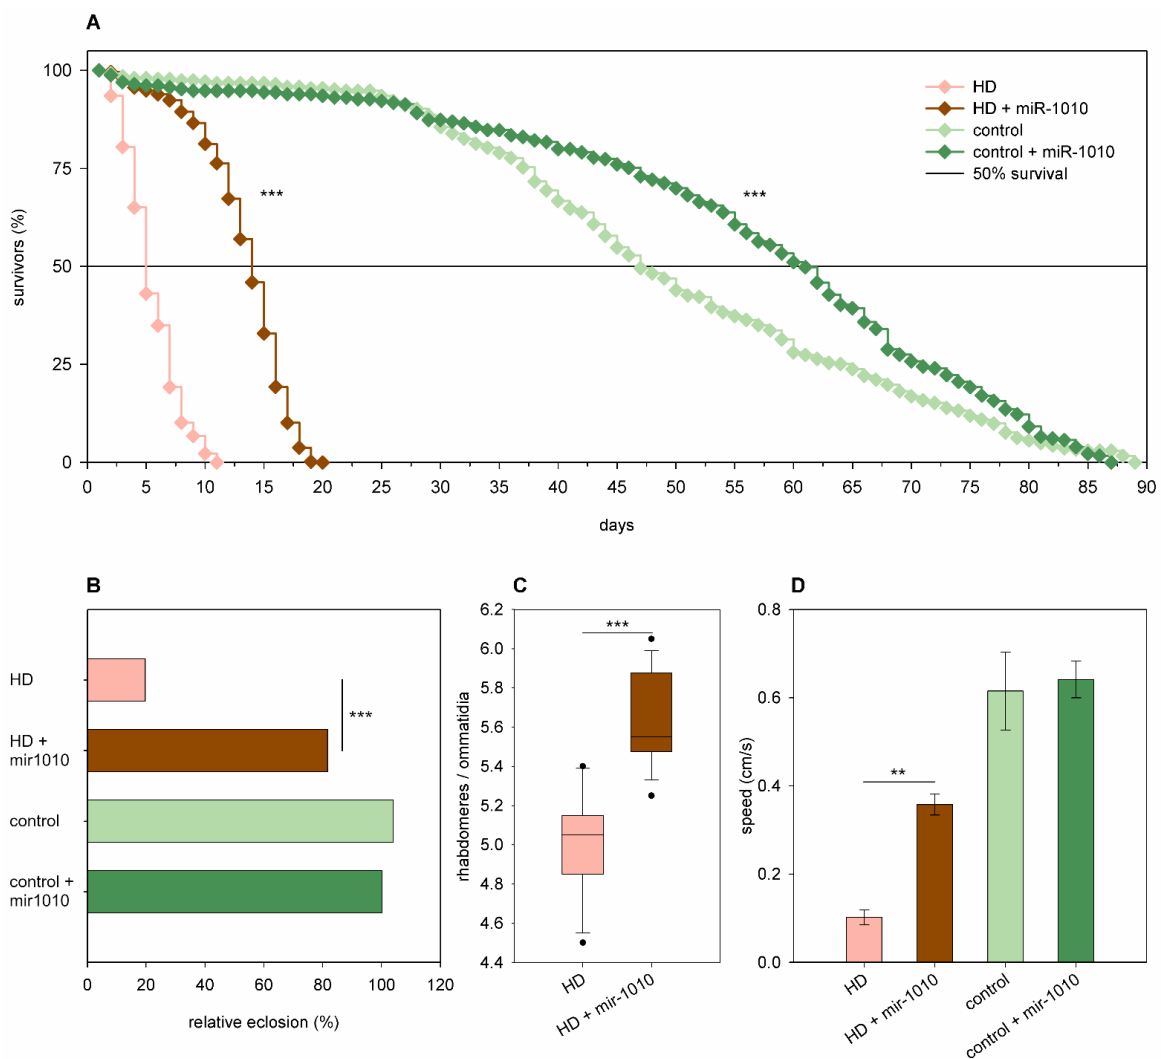 A
100
75
50
25
0
survivors (%)
***
***
HD
HD + miR-1010
control
control + miR-1010
50% survival
0 5 10 15 20 25 30 35 40 45 50 55 60 65 70 75 80 85 90
days
B
HD
HD +
mir1010
control
control +
mir1010
***
0 20 40 60 80 100 120
relative eclosion (%)
C
6.2
6.0
5.8
5.6
5.4
5.2
5.0
4.8
4.6
4.4
rhabdomeres / ommatidia
***
HD
HD + mir-1010
D
0.8
0.6
0.4
0.2
0.0
speed (cm/s)
**
HD
HD + mir-1010
control
control + mir-1010